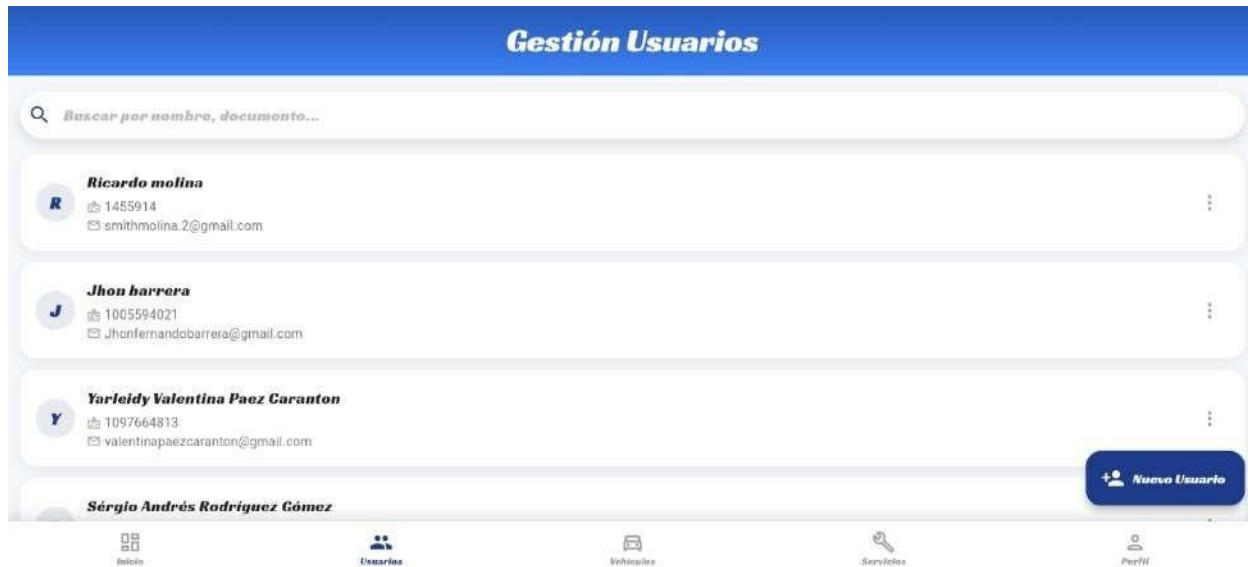 Gestión Usuarios
Buscar por nombre, documento...
R
Ricardo molina
1455914
smithmolina.2@gmail.com
J
Jhon barrera
1005594021
Jhonfernandobarrera@gmail.com
Y
Yarleidy Valentina Paez Caranton
1097664813
valentinapaezcaranton@gmail.com
Nuevo Usuario
Sérgio Andrés Rodríguez Gómez
Inicio
Usuarios
Vehiculos
Servicios
Perfil